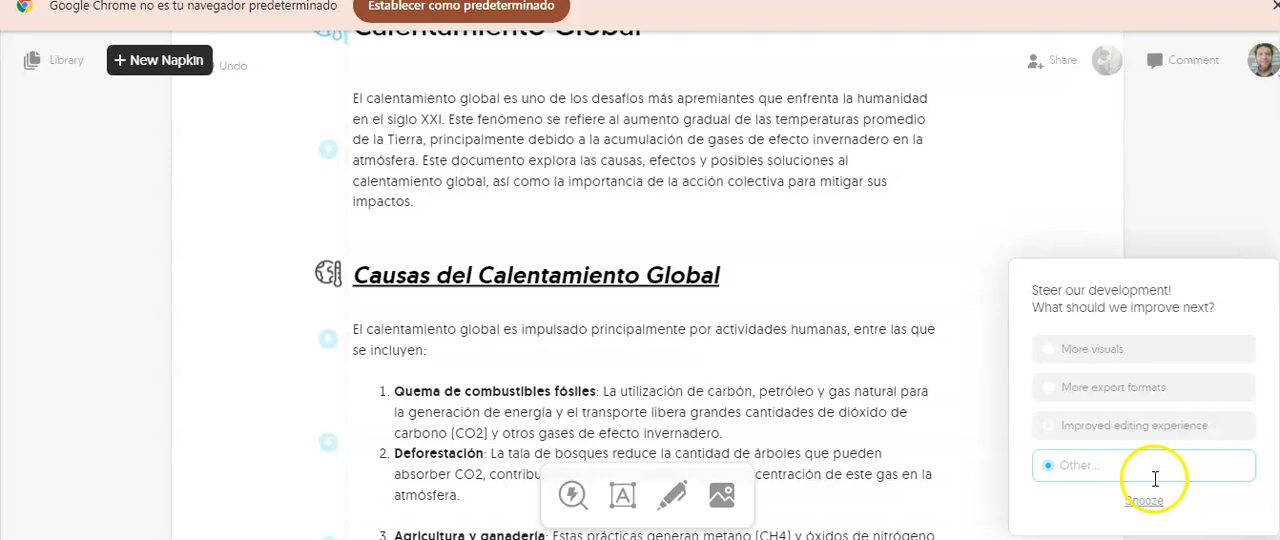 Google Chrome no es tu navegador predeterminado
Establecer como predeterminado
Calentamiento Global
Library
+ New Napkin
Undo
Share
Comment
El calentamiento global es uno de los desafíos más apremiantes que enfrenta la humanidad
en el siglo XXI. Este fenómeno se refiere al aumento gradual de las temperaturas promedio
de la Tierra, principalmente debido a la acumulación de gases de efecto invernadero en la
atmósfera. Este documento explora las causas, efectos y posibles soluciones al
calentamiento global, así como la importancia de la acción colectiva para mitigar sus
impactos.
Causas del Calentamiento Global
El calentamiento global es impulsado principalmente por actividades humanas, entre las que
se incluyen:
1. Quema de combustibles fósiles: La utilización de carbón, petróleo y gas natural para
la generación de energía y el transporte libera grandes cantidades de dióxido de
carbono (CO2) y otros gases de efecto invernadero.
2. Deforestación: La tala de bosques reduce la cantidad de árboles que pueden
absorber CO2, contribu centración de este gas en la
atmósfera.
3. Agricultura y ganadería: Estas prácticas generan metano (CH4) y óxidos de nitrógeno
Steer our development!
What should we improve next?
More visuals
More export formats
Improved editing experience
Other...
Snooze